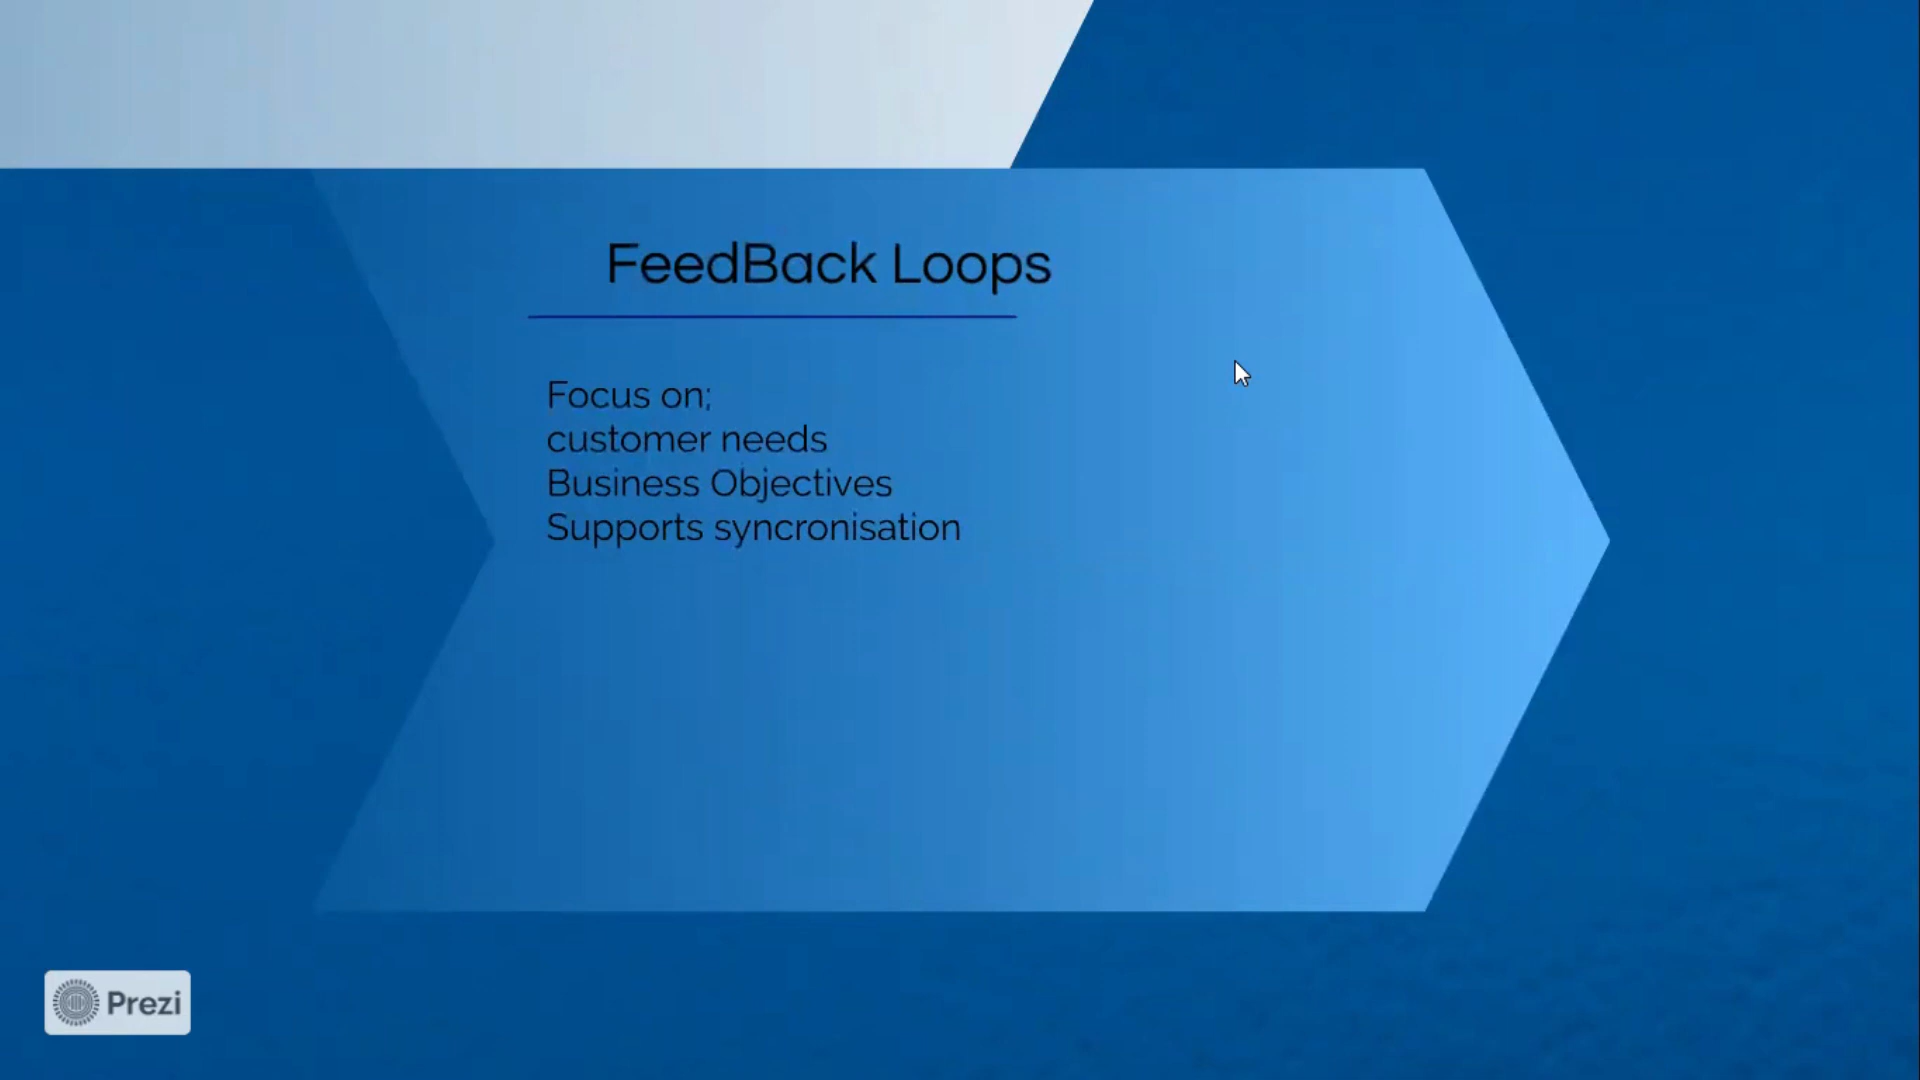 FeedBack Loops
Focus on;
customer needs
Business Objectives
Supports syncronisation
Prezi